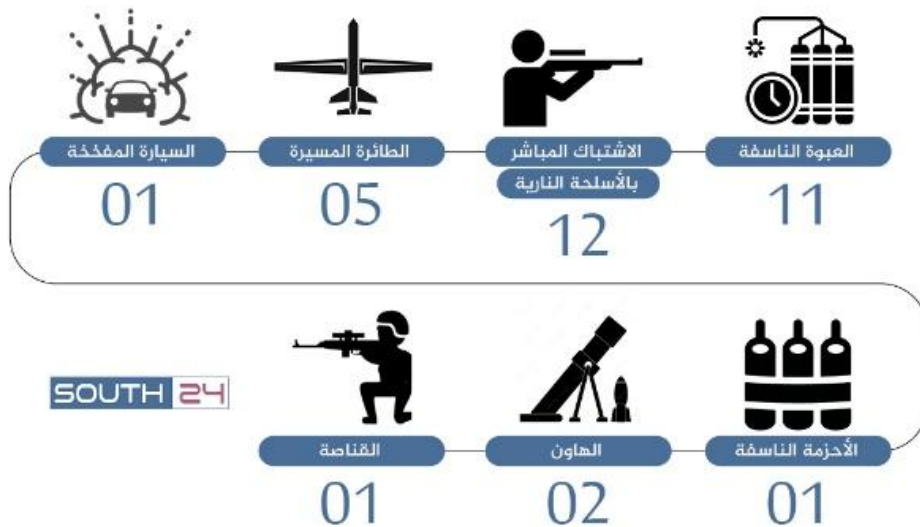 العبوة الناسفة
11
الاشتباك المباشر
بالأسلحة النارية
12
الطائرة المسيرة
05
السيارة المفخخة
01
الأحزمة الناسفة
01
الهاون
02
القناصة
01
SOUTH 24